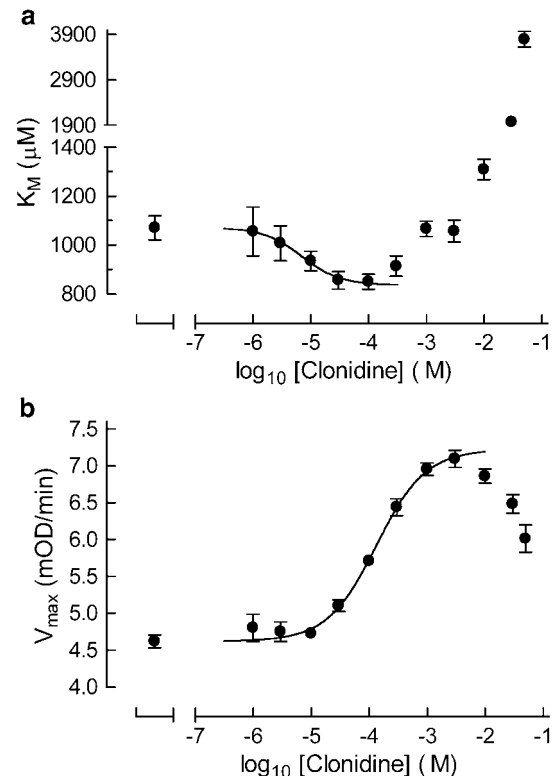 a
3900
2900
1900
1400
1200
1000
800
K_M (μM)
-7 -6 -5 -4 -3 -2 -1
log10 [Clonidine] ( M)
b
7.5
7.0
6.5
6.0
5.5
5.0
4.5
4.0
Vmax (mOD/min)
-7 -6 -5 -4 -3 -2 -1
log10 [Clonidine] ( M)